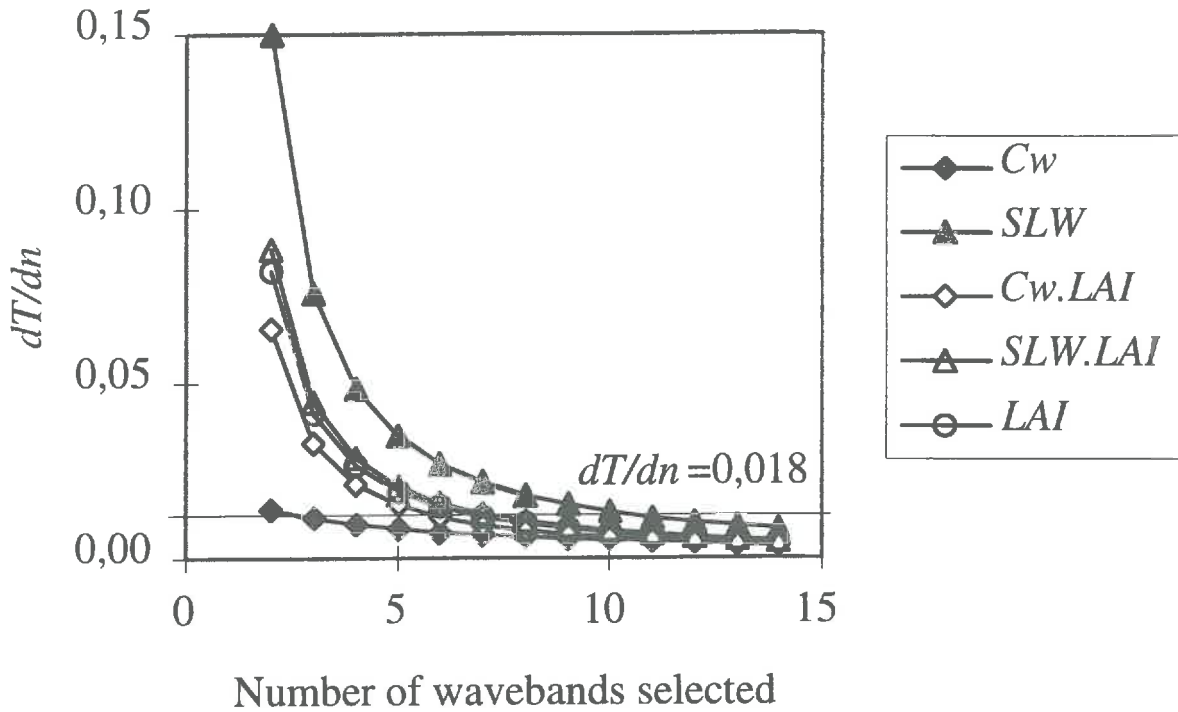 0,15
0,10
0,05
0,00
dT/dn
dT/dn =0,018
0
5
10
15
Number of wavebands selected
Cw
SLW
Cw.LAI
SLW.LAI
LAI